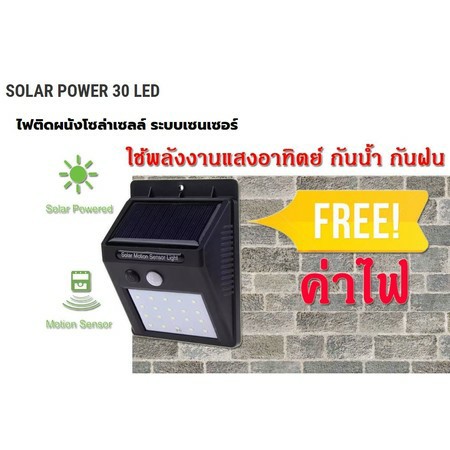 SOLAR POWER 30 LED
ไฟติดผนังโซล่าเซลล์ ระบบเซนเซอร์
ใช้พลังงานแสงอาทิตย์ กันน้ำ กันฝน
Solar Powered
FREE!
Solar Motion Sensor Light
ค่าไฟ
Motion Sensor